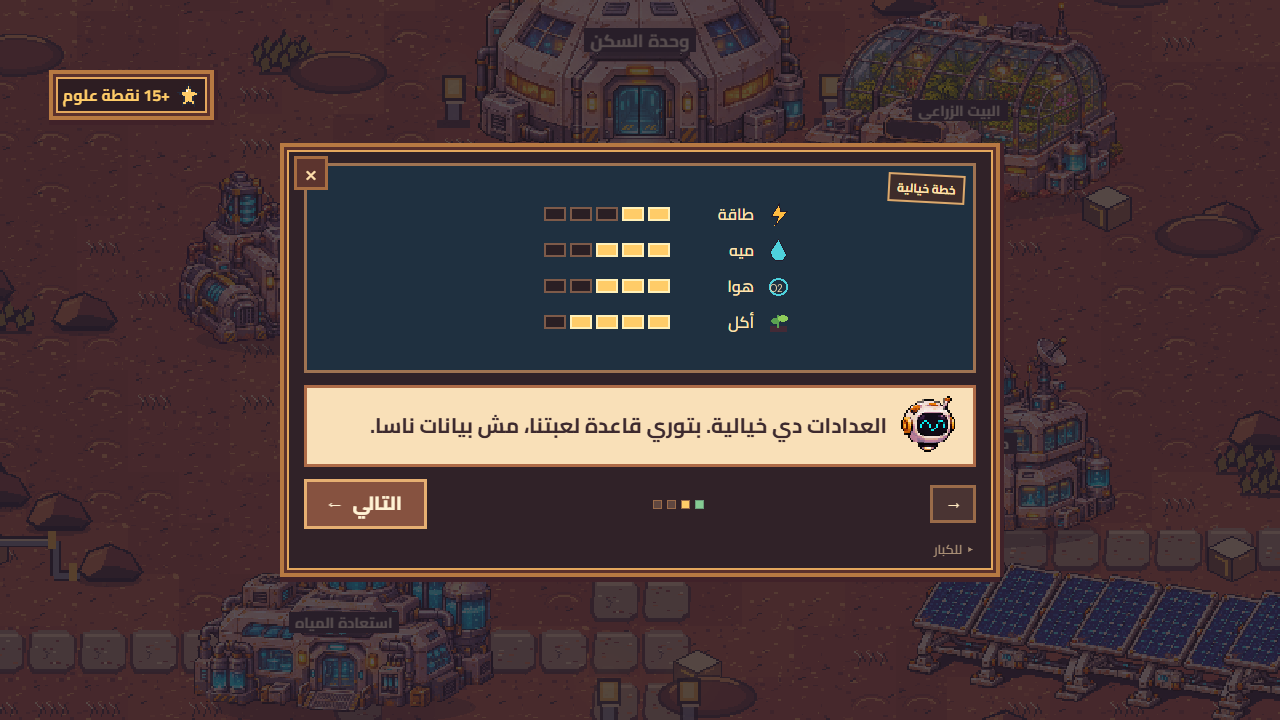 وحدة السكن
+15 نقطة علوم
البيت الزراعي
×
خطة خيالية
طاقة
ميه
O2 هوا
أكل
العدادات دي خيالية. بتوري قاعدة لعبتنا، مش بيانات ناسا.
→
التالي ←
‣ للكبار
استعادة المياه